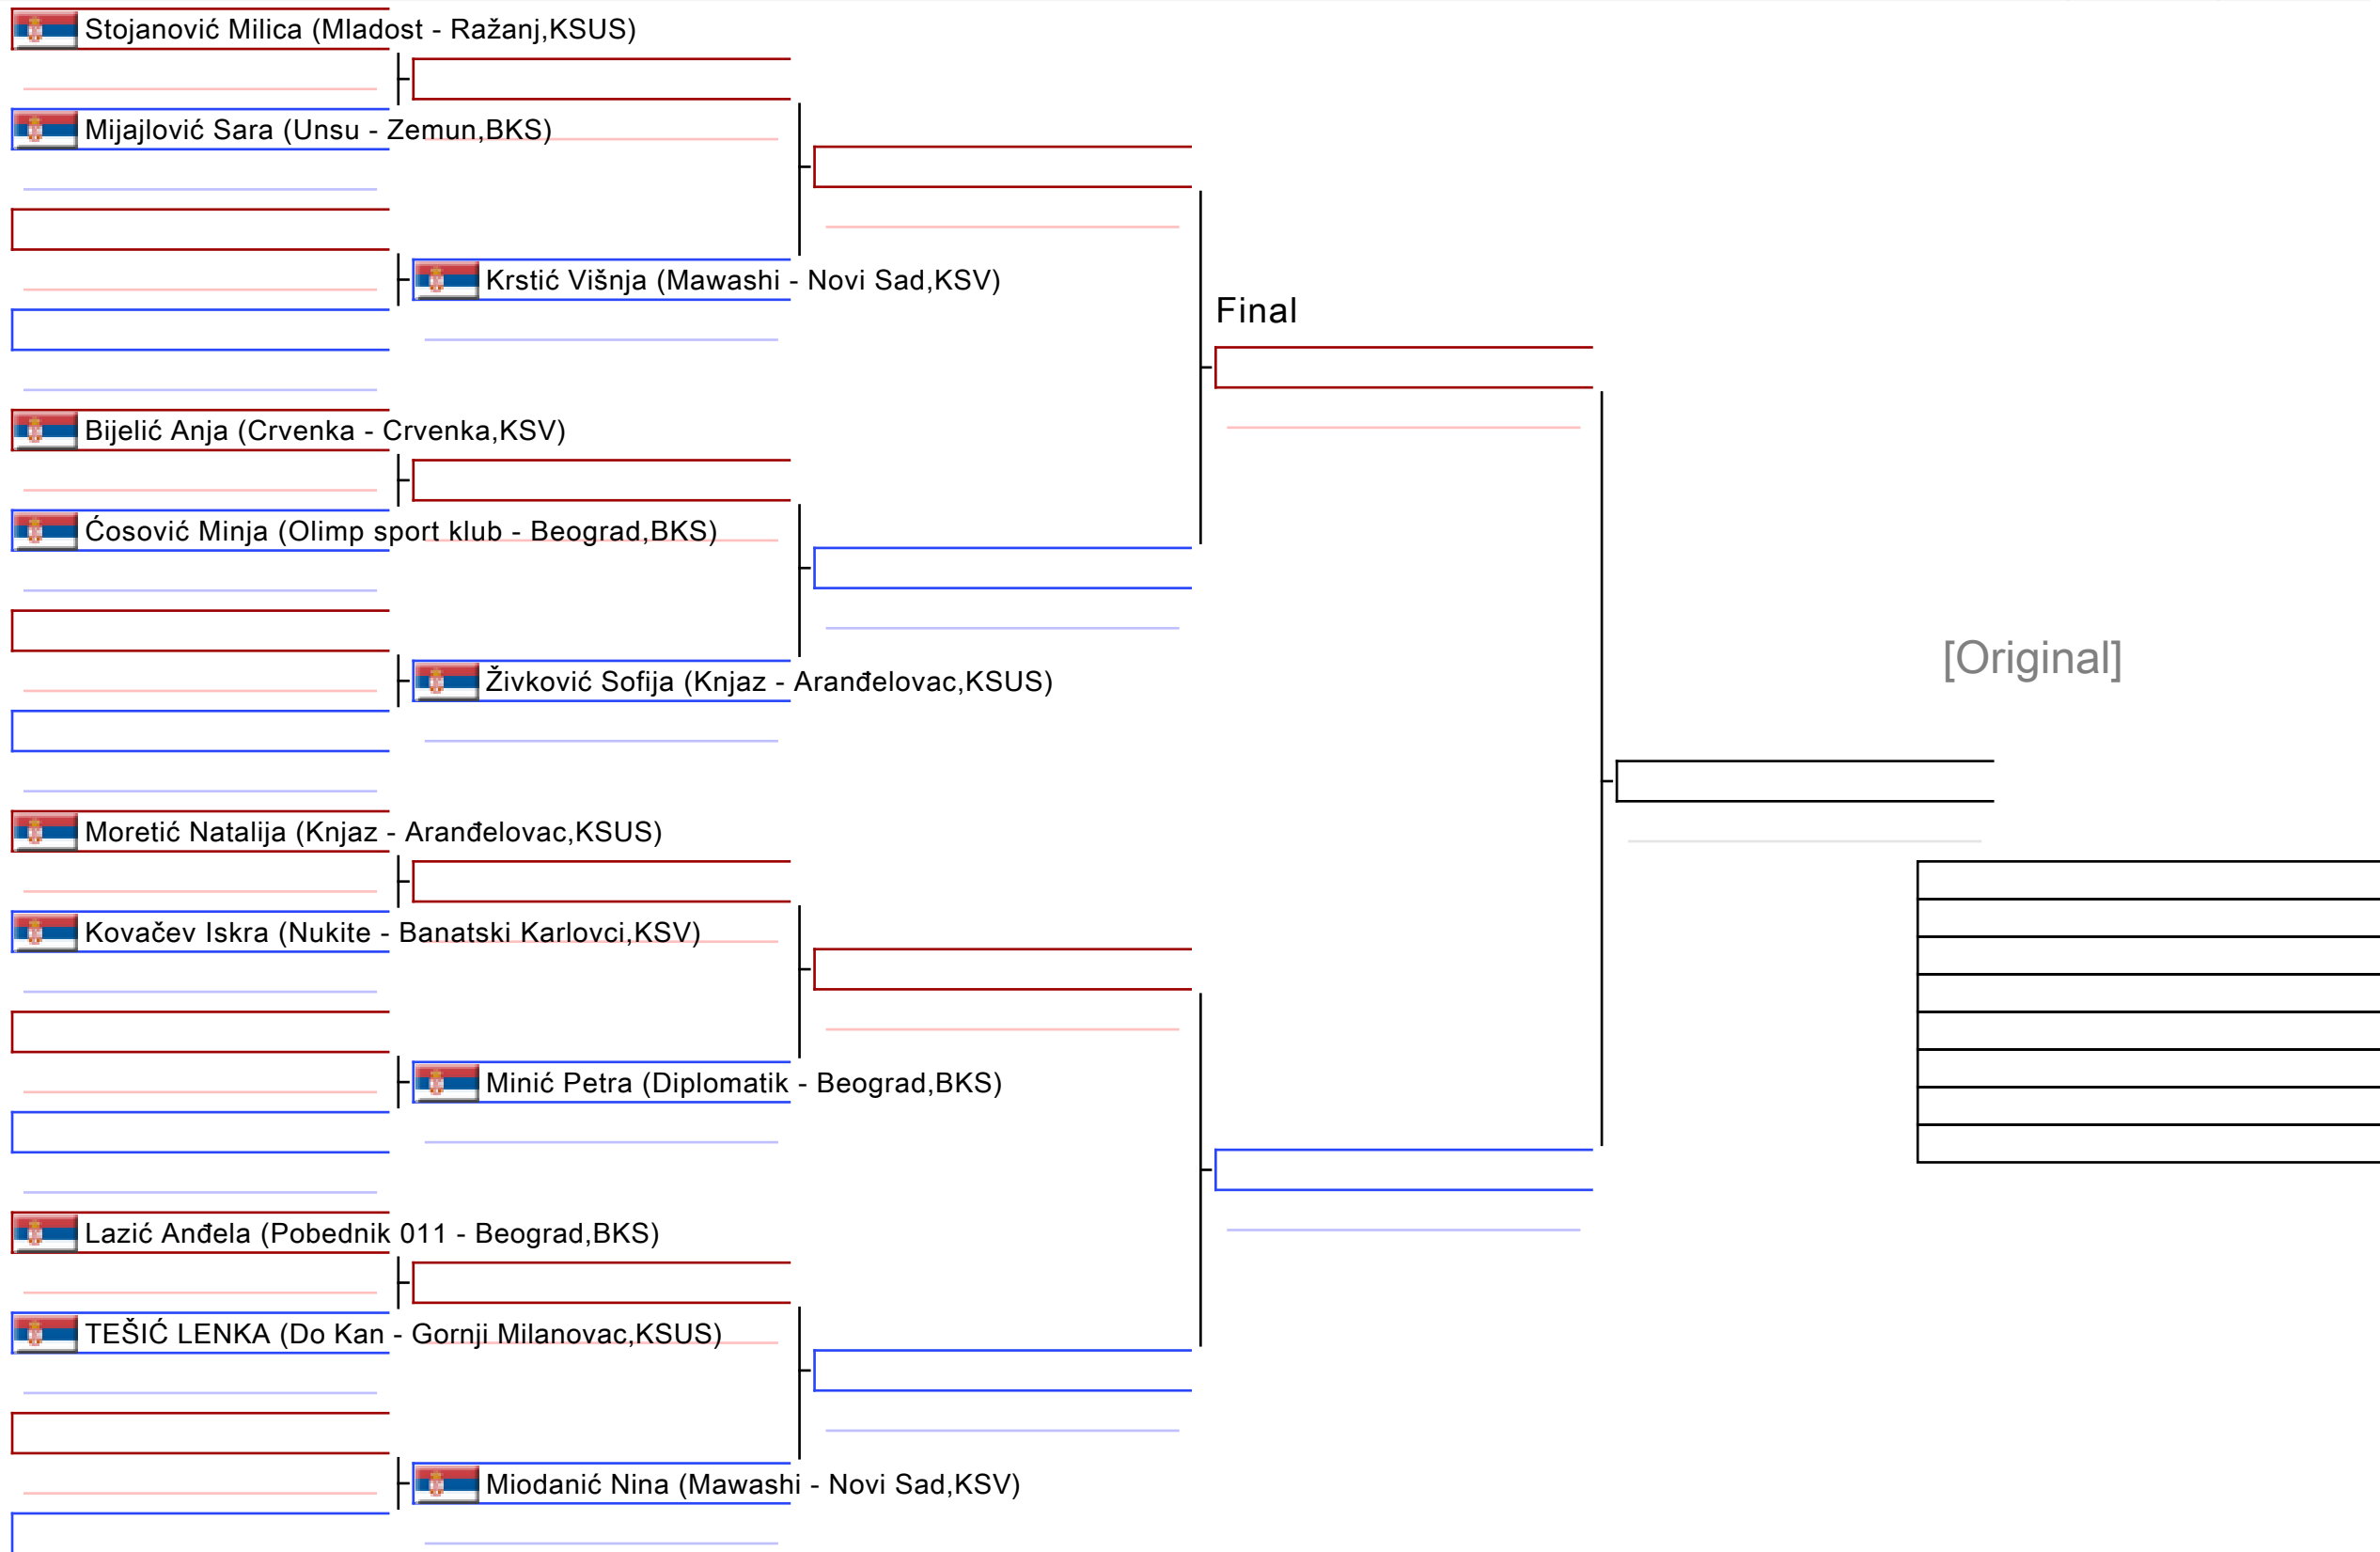 Stojanović Milica (Mladost - Ražanj,KSUS)
Mijajlović Sara (Unsu - Zemun,BKS)
Krstić Višnja (Mawashi - Novi Sad,KSV)
Final
Bijelić Anja (Crvenka - Crvenka,KSV)
Ćosović Minja (Olimp sport klub - Beograd,BKS)
[Original]
Živković Sofija (Knjaz - Aranđelovac,KSUS)
Moretić Natalija (Knjaz - Aranđelovac,KSUS)
Kovačev Iskra (Nukite - Banatski Karlovci,KSV)
Minić Petra (Diplomatik - Beograd,BKS)
Lazić Anđela (Pobednik 011 - Beograd,BKS)
TEŠIĆ LENKA (Do Kan - Gornji Milanovac,KSUS)
Miodanić Nina (Mawashi - Novi Sad,KSV)